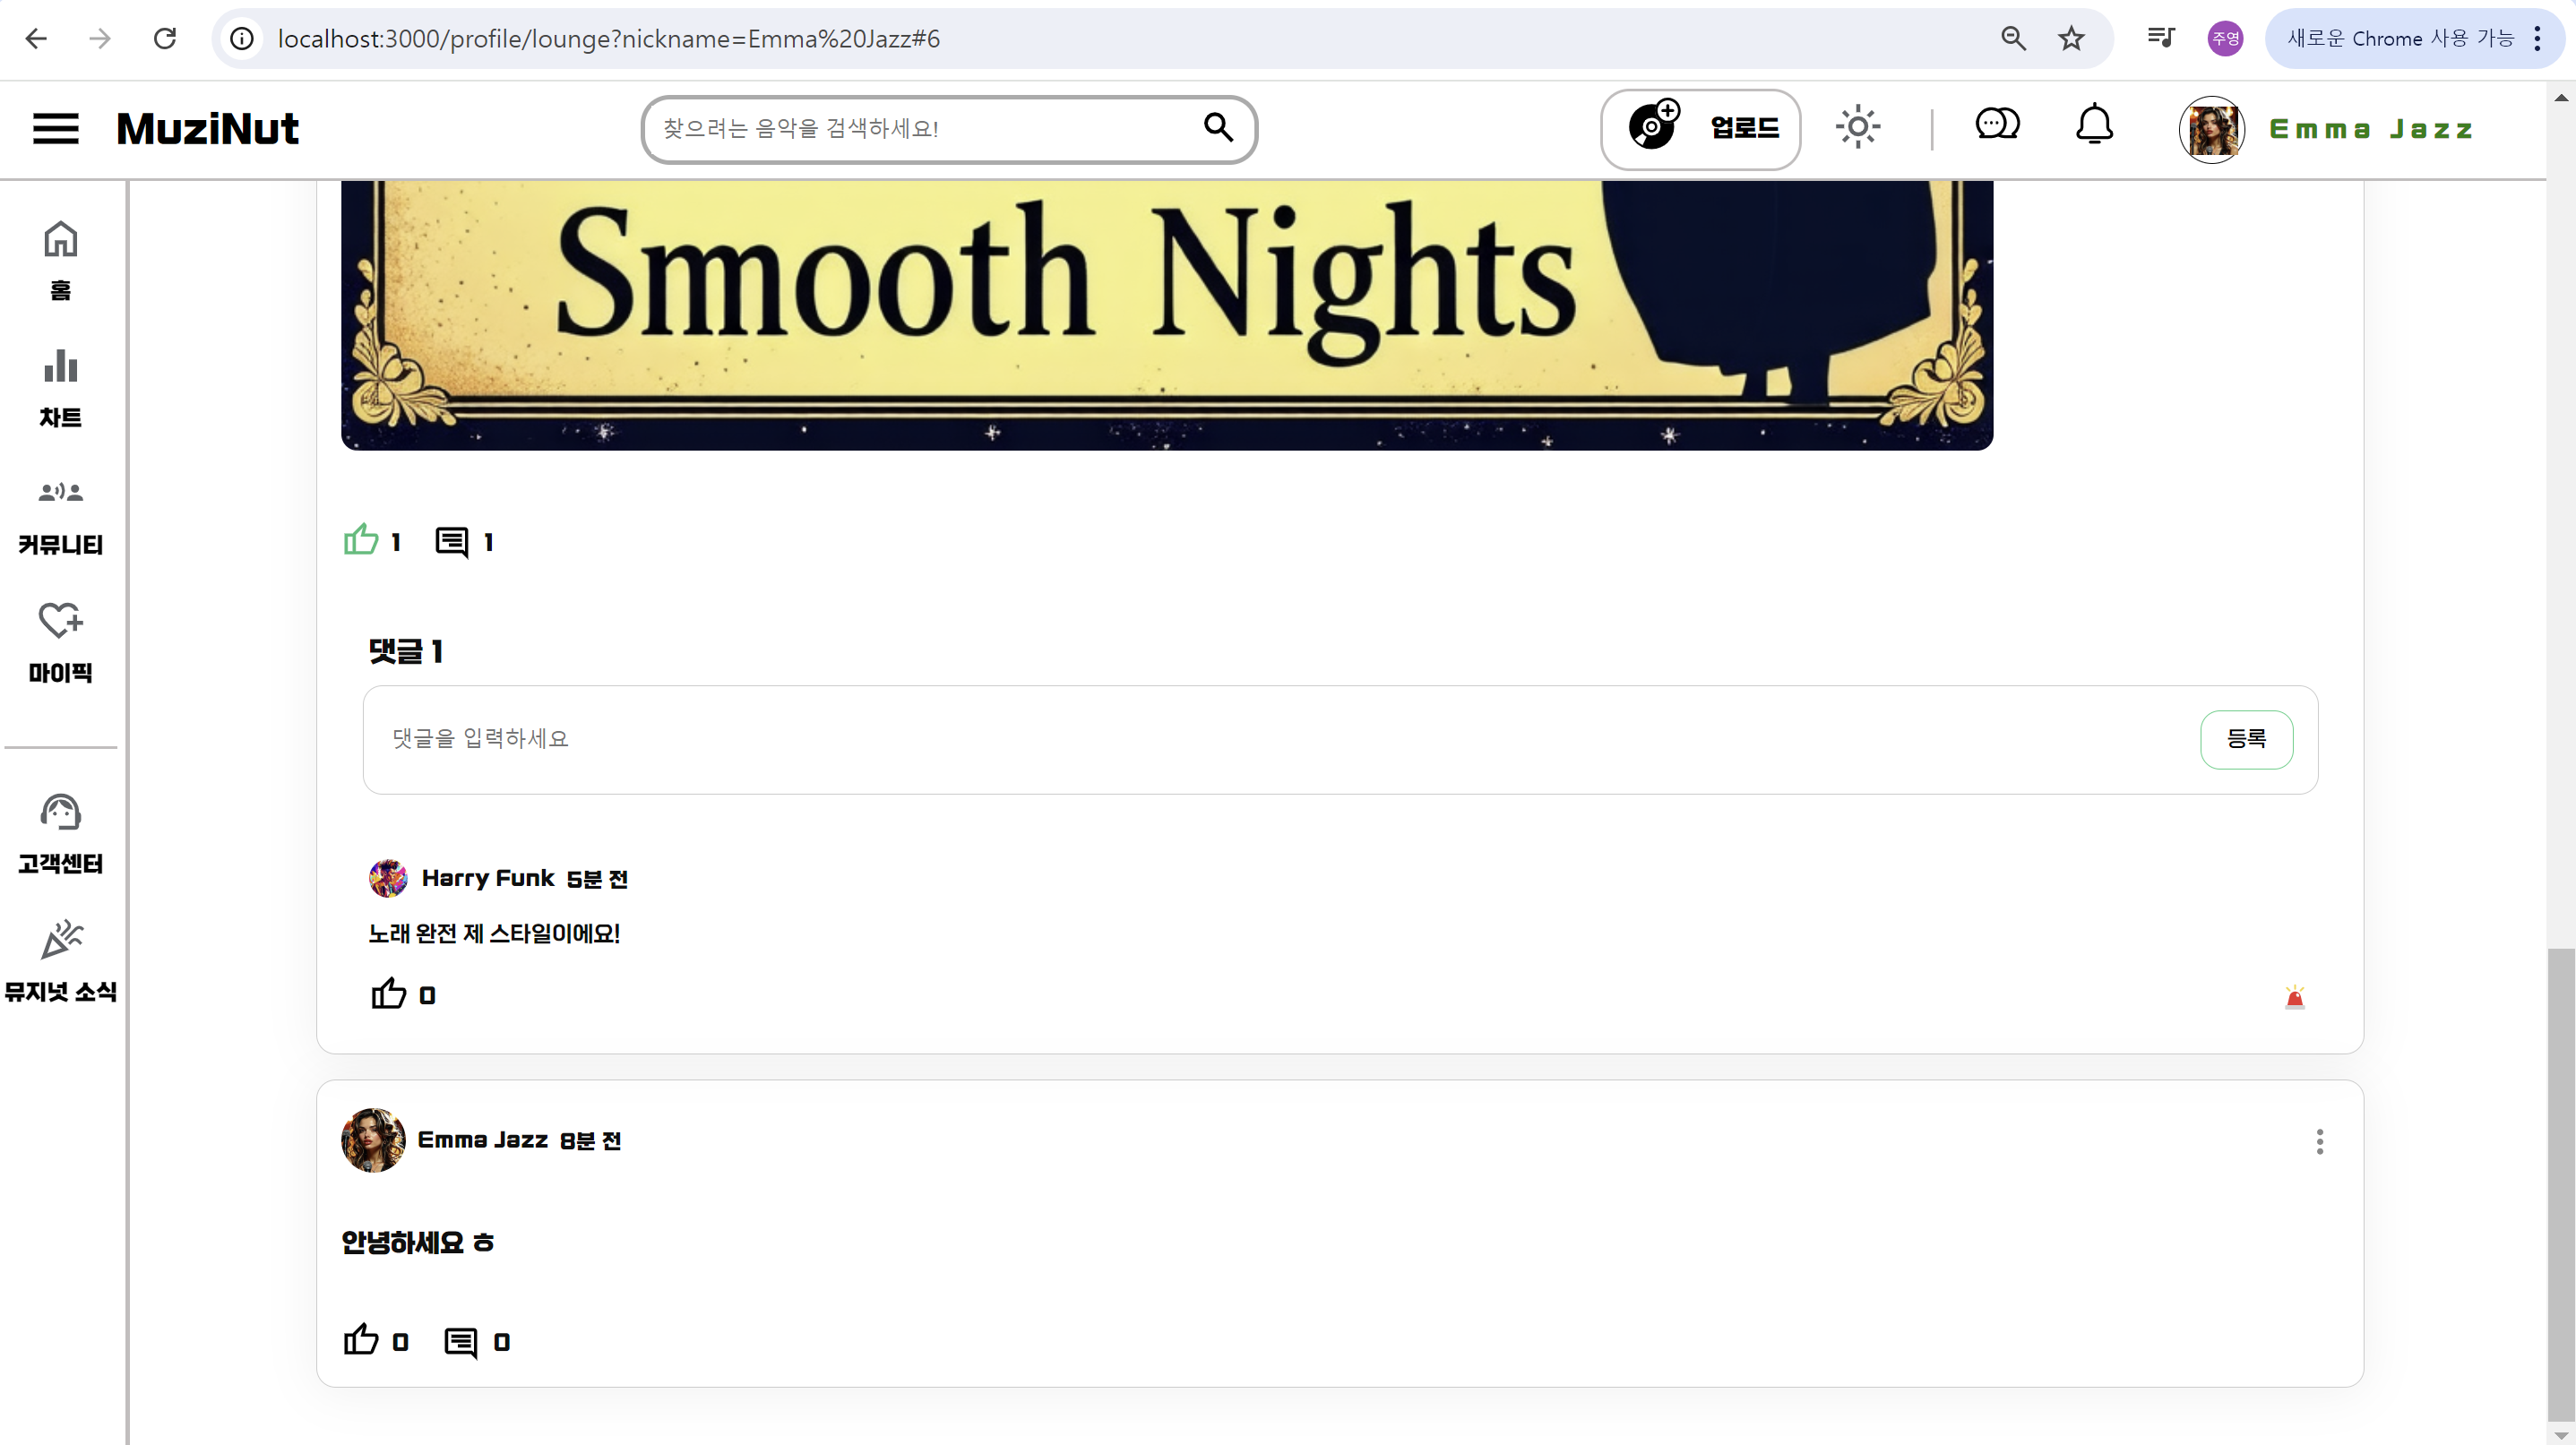 localhost:3000/profile/lounge?nickname=Emma%20Jazz#6
주영
새로운 Chrome 사용 가능
MuziNut
찾으려는 음악을 검색하세요!
업로드
Emma Jazz
홈
차트
커뮤니티
마이픽
고객센터
뮤지넛 소식
Smooth Nights
1 1
댓글 1
댓글을 입력하세요
등록
Harry Funk 5분 전
노래 완전 제 스타일이에요!
0
Emma Jazz 8분 전
안녕하세요 ㅎ
0 0